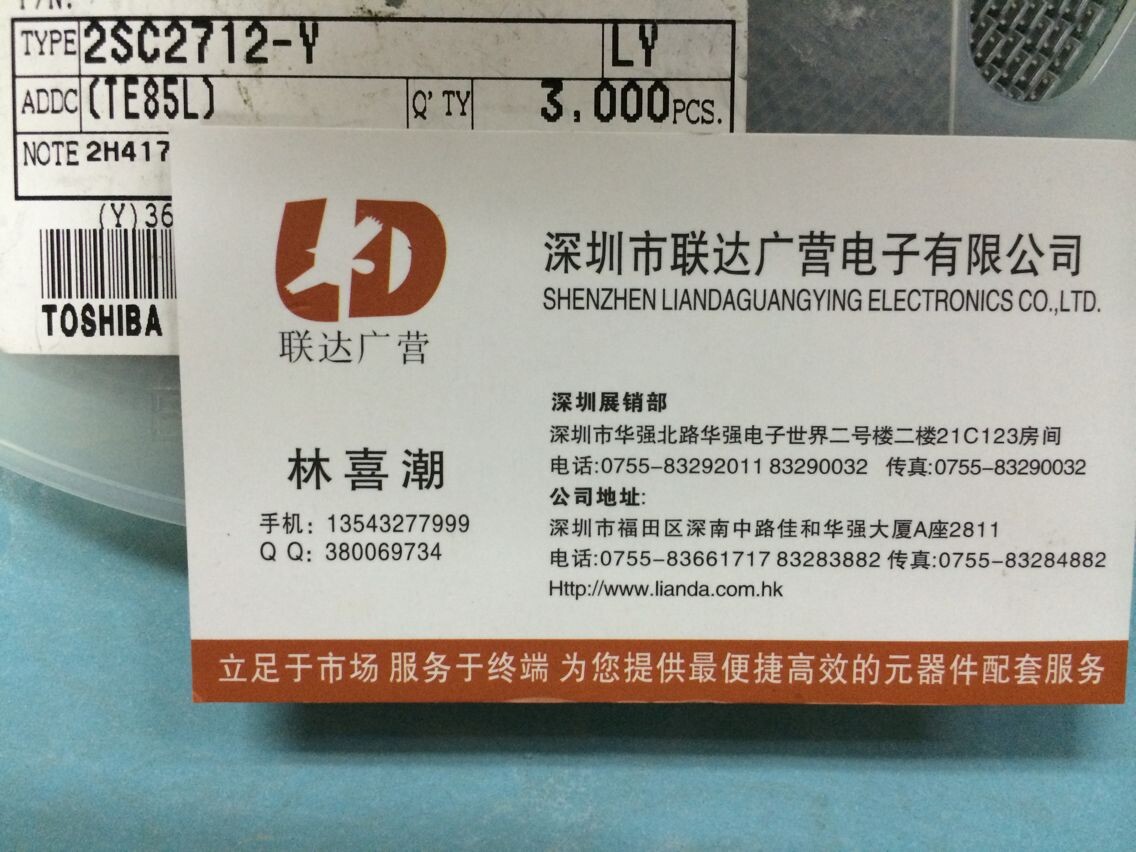 P/N.
TYPE 2SC2712-Y LY
ADDC (TE85L) Q'TY 3,000 PCS.
NOTE 2H417
(Y)36
TOSHIBA
LD
联达广营
深圳市联达广营电子有限公司
SHENZHEN LIANDAGUANGYING ELECTRONICS CO.,LTD.
林喜潮
手机：13543277999
Q Q：380069734
深圳展销部
深圳市华强北路华强电子世界二号楼二楼21C123房间
电话:0755-83292011 83290032 传真:0755-83290032
公司地址:
深圳市福田区深南中路佳和华强大厦A座2811
电话:0755-83661717 83283882 传真:0755-83284882
Http://www.lianda.com.hk
立足于市场 服务于终端 为您提供最便捷高效的元器件配套服务